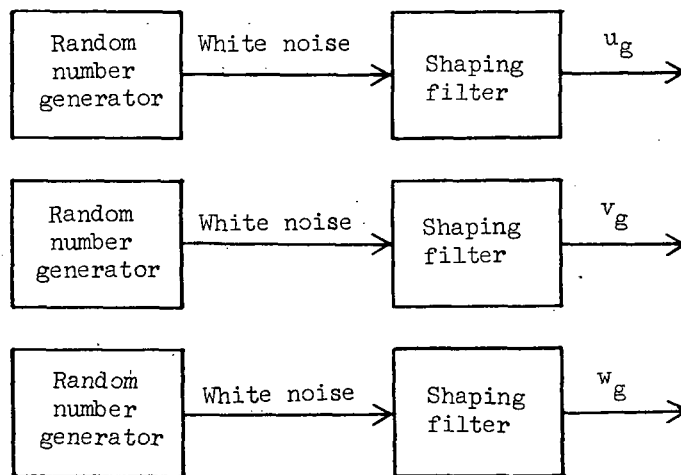 Random
number
generator
White noise
Shaping
filter
u_g
Random
number
generator
White noise
Shaping
filter
v_g
Random
number
generator
White noise
Shaping
filter
w_g